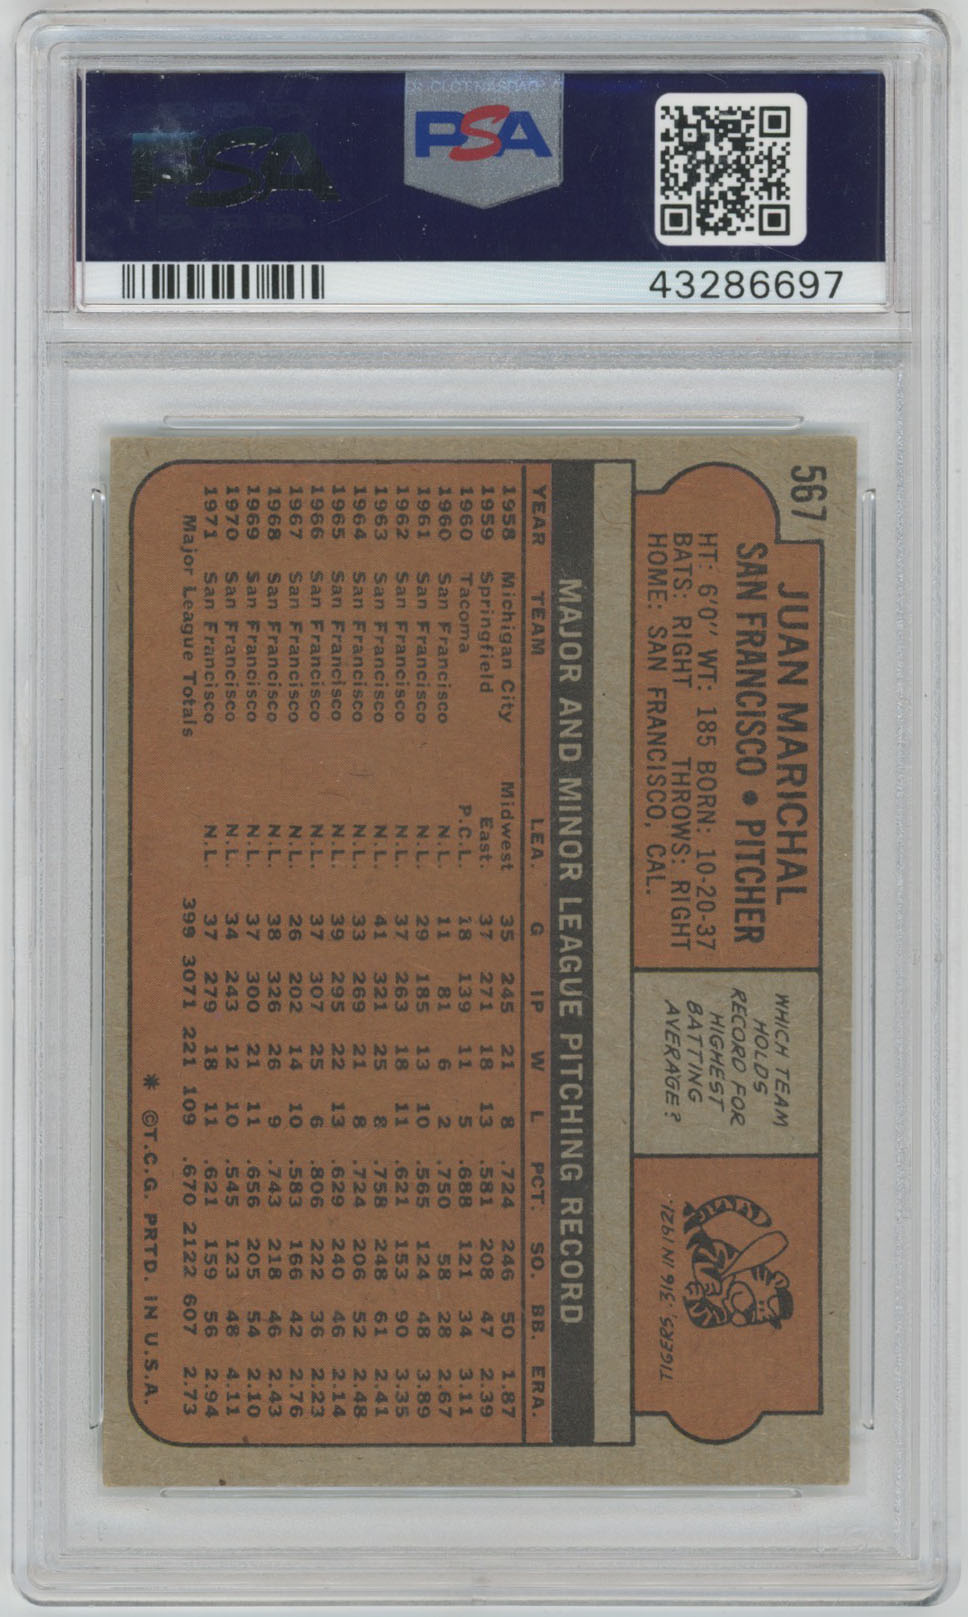 & CLCT NASDAQ
PSA
PSA
43286697
567
JUAN MARICHAL
SAN FRANCISCO • PITCHER
HT: 6'0" WT: 185 BORN: 10-20-37
BATS: RIGHT THROWS: RIGHT
HOME: SAN FRANCISCO, CAL.
WHICH TEAM
HOLDS
RECORD FOR
HIGHEST
BATTING
AVERAGE?
TIGERS, .316 IN 1921.
MAJOR AND MINOR LEAGUE PITCHING RECORD
YEAR TEAM LEA. G IP W L PCT. SO. BB. ERA.
1958 Michigan City Midwest 35 245 21 8 .724 246 50 1.87
1959 Springfield East. 37 271 18 13 .581 208 47 2.39
1960 Tacoma P.C.L. 18 139 11 5 .688 121 34 3.11
1960 San Francisco N.L. 11 81 6 2 .750 58 28 2.67
1961 San Francisco N.L. 29 185 13 10 .565 124 48 3.89
1962 San Francisco N.L. 37 263 18 11 .621 153 90 3.35
1963 San Francisco N.L. 41 321 25 8 .758 248 61 2.41
1964 San Francisco N.L. 33 269 21 8 .724 206 52 2.48
1965 San Francisco N.L. 39 295 22 13 .629 240 46 2.14
1966 San Francisco N.L. 37 307 25 6 .806 222 36 2.23
1967 San Francisco N.L. 26 202 14 10 .583 166 42 2.76
1968 San Francisco N.L. 38 326 26 9 .743 218 46 2.43
1969 San Francisco N.L. 37 300 21 11 .656 205 54 2.10
1970 San Francisco N.L. 34 243 12 10 .545 123 48 4.11
1971 San Francisco N.L. 37 279 18 11 .621 159 56 2.94
Major League Totals 399 3071 221 109 .670 2122 607 2.73
* ©T.C.G. PRTD. IN U.S.A.